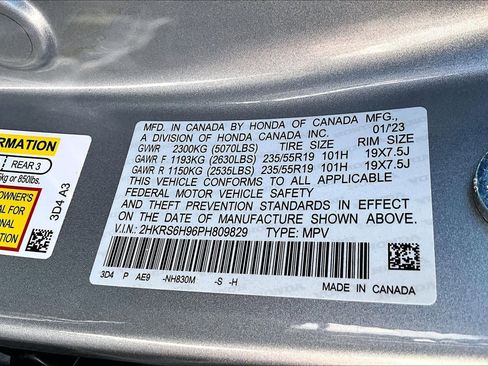 MFD. IN CANADA BY HONDA OF CANADA MFG.,
A DIVISION OF HONDA CANADA INC. 01/'23
GVWR 2300KG (5070LBS) RIM SIZE
GAWR F 1193KG (2630LBS) 235/55R19 101H 19X7.5J
GAWR R 1150KG (2535LBS) 235/55R19 101H 19X7.5J
THIS VEHICLE CONFORMS TO ALL APPLICABLE
FEDERAL MOTOR VEHICLE SAFETY
AND THEFT PREVENTION STANDARDS IN EFFECT
ON THE DATE OF MANUFACTURE SHOWN ABOVE.
V.I.N.: 2HKRS6H96PH809829 TYPE: MPV
3D4 P AE9 -NH830M -S -H
MADE IN CANADA
REAR 3
kg or 850lbs.
3D4 A3